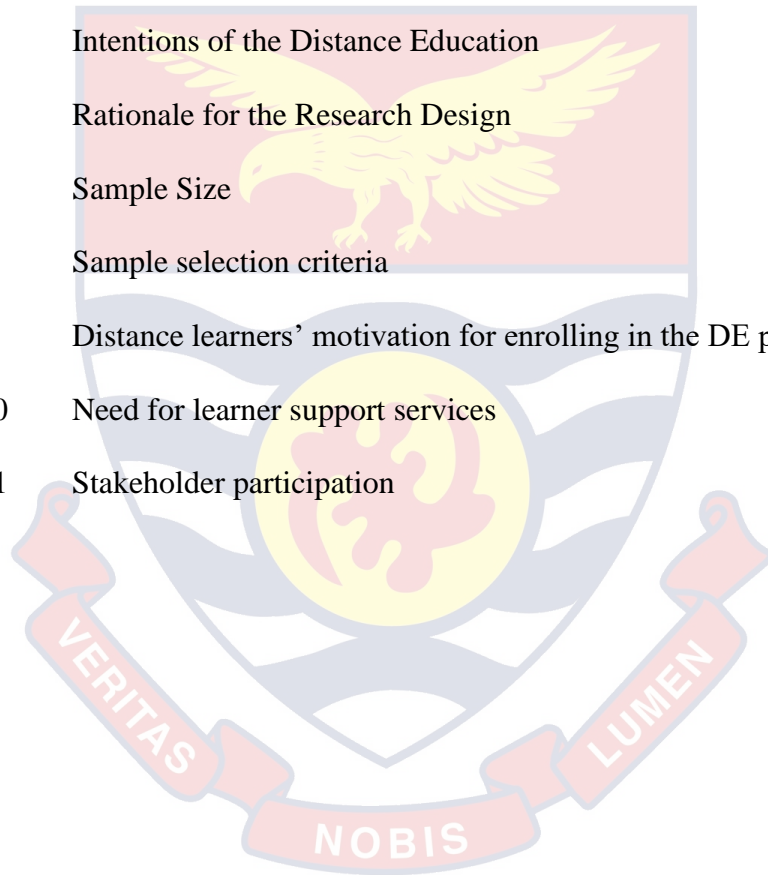 Intentions of the Distance Education
Rationale for the Research Design
Sample Size
Sample selection criteria
Distance learners’ motivation for enrolling in the DE p
0 Need for learner support services
1 Stakeholder participation
VERITAS
NOBIS
LUMEN